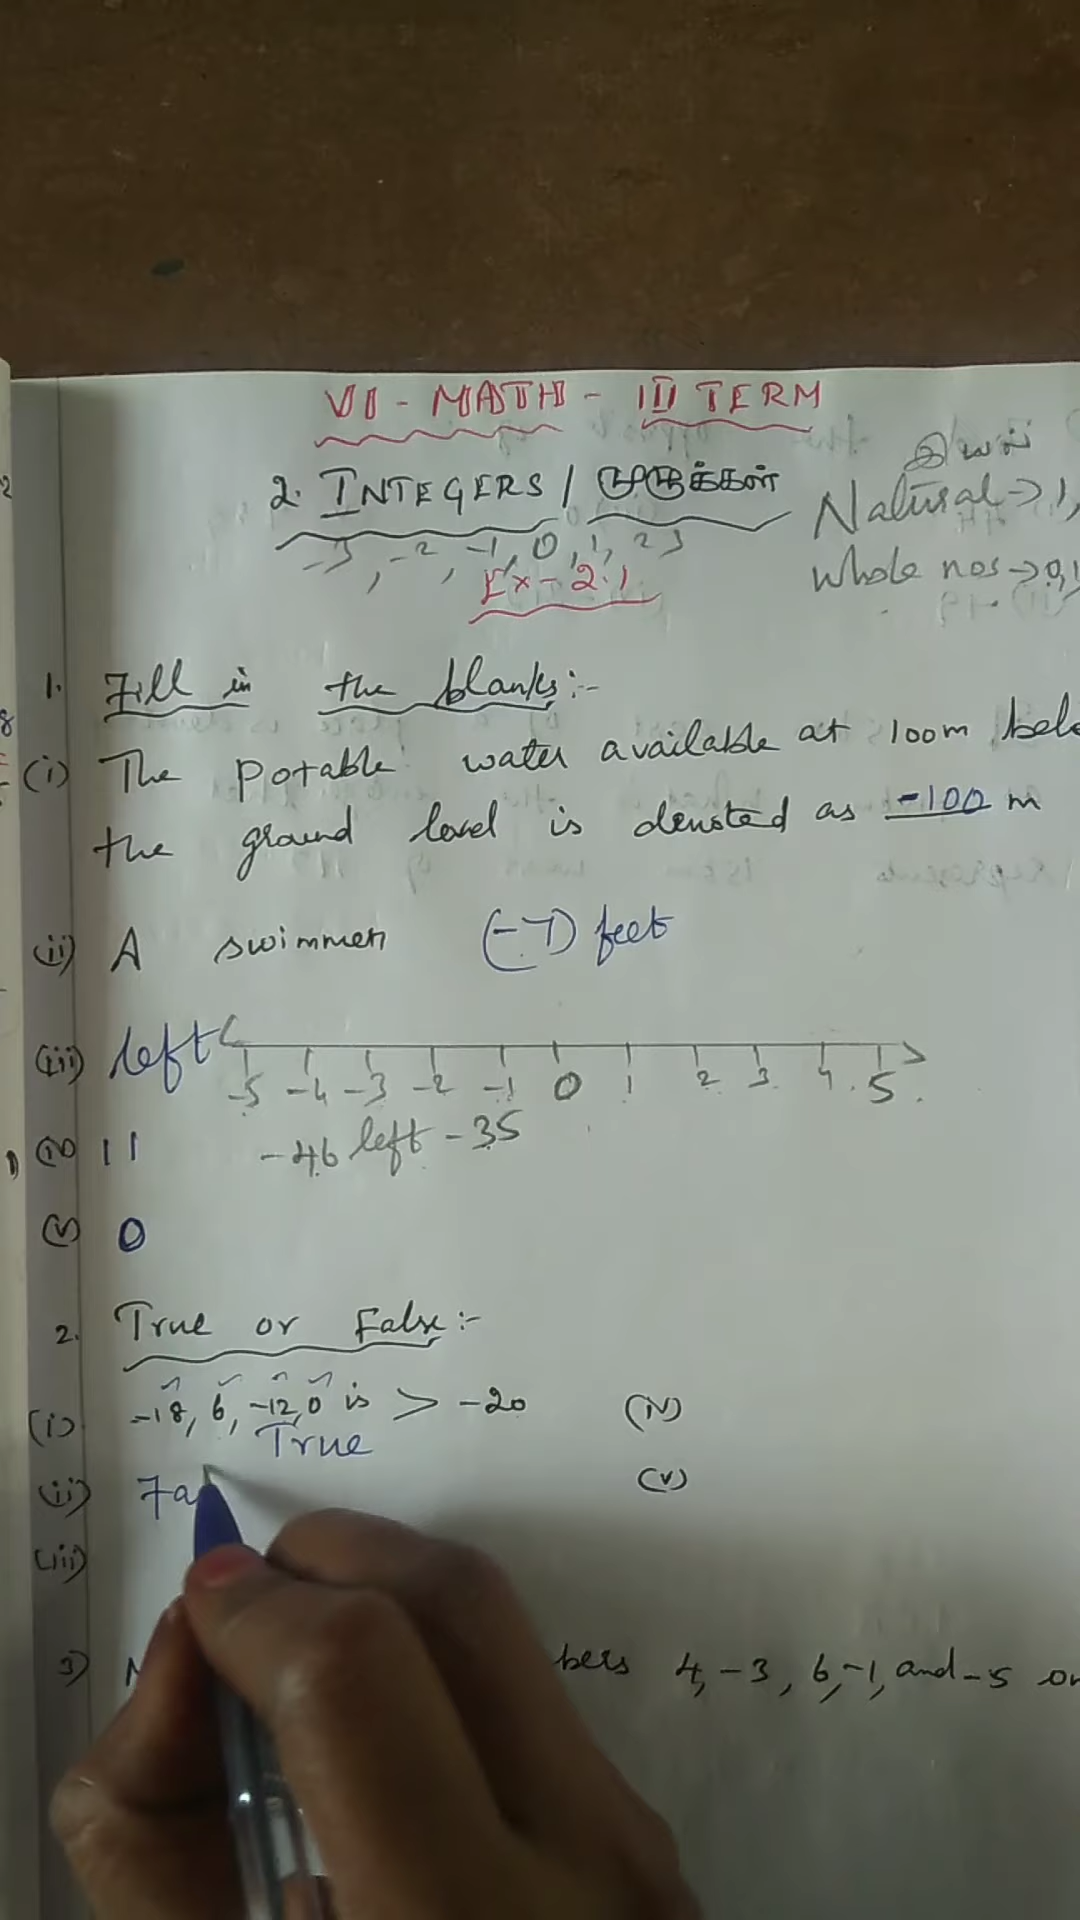 VI - MATH - III TERM
2. INTEGERS / முழுக்கள்
இயல்
Natural → 1,
-3, -2, -1, 0, 1, 2 3
Whole nos → 0, 1
Ex - 2.1
1. Fill in the blanks :-
(i) The potable water available at 100m belo
the ground level is denoted as -100 m
(ii) A swimmer (-7) feet
(iii) left
-5 -4 -3 -2 -1 0 1 2 3 4 5
(iv) 11 -46 left -35
(v) 0
2. True or False :-
(i) -18, 6, -12, 0 is > -20 (iv)
True
(ii) Fa (v)
(iii)
3) bers 4, -3, 6, -1, and -5 on